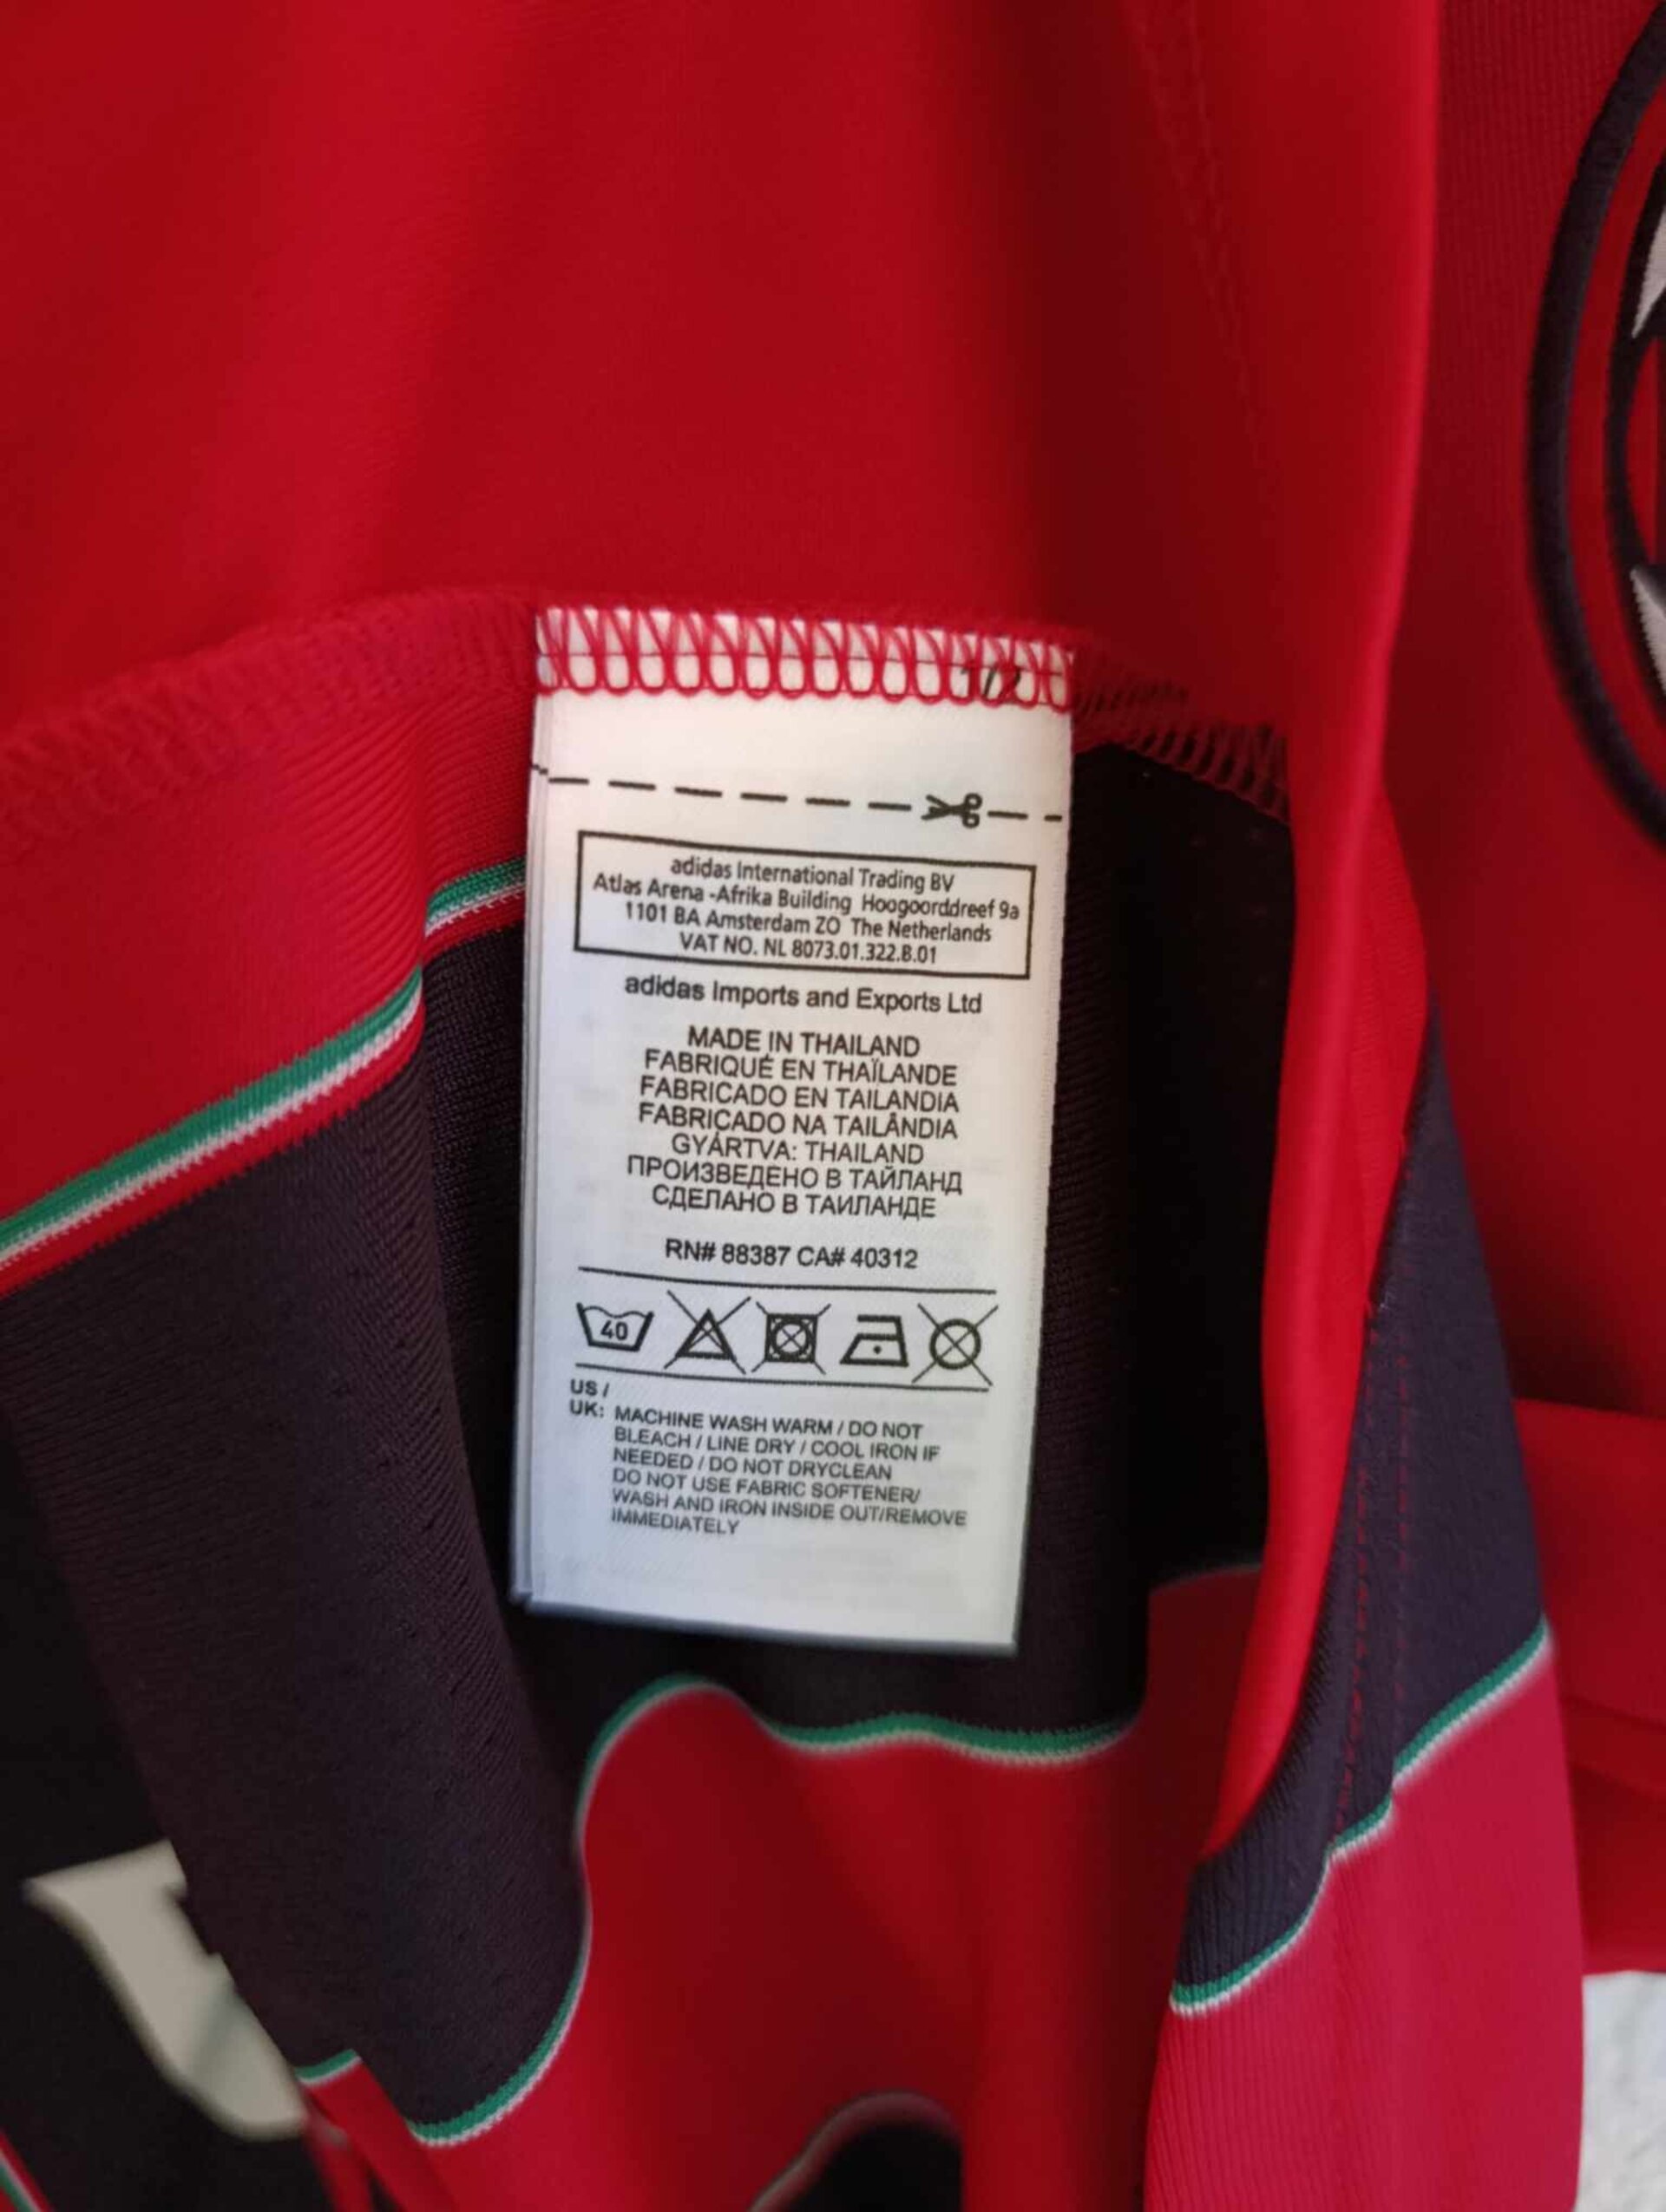 1/2
adidas International Trading BV
Atlas Arena -Afrika Building Hoogoorddreef 9a
1101 BA Amsterdam ZO The Netherlands
VAT NO. NL 8073.01.322.B.01
adidas Imports and Exports Ltd
MADE IN THAILAND
FABRIQUÉ EN THAÏLANDE
FABRICADO EN TAILANDIA
FABRICADO NA TAILÂNDIA
GYÁRTVA: THAILAND
ПРОИЗВЕДЕНО В ТАЙЛАНД
СДЕЛАНО В ТАИЛАНДЕ
RN# 88387 CA# 40312
40
US /
UK: MACHINE WASH WARM / DO NOT
BLEACH / LINE DRY / COOL IRON IF
NEEDED / DO NOT DRYCLEAN
DO NOT USE FABRIC SOFTENER/
WASH AND IRON INSIDE OUT/REMOVE
IMMEDIATELY